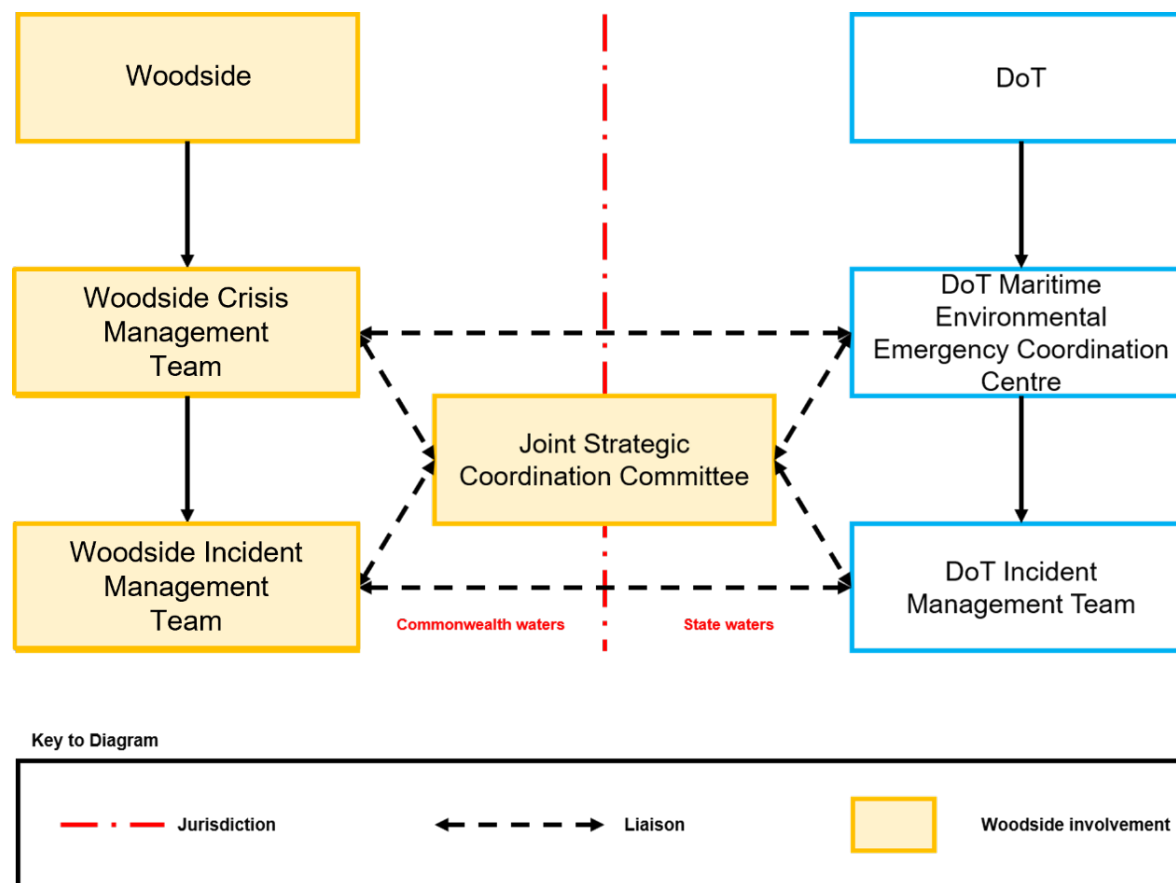 Woodside
DoT
Woodside Crisis
Management
Team
DoT Maritime
Environmental
Emergency Coordination
Centre
Joint Strategic
Coordination Committee
Woodside Incident
Management
Team
DoT Incident
Management Team
Commonwealth waters
State waters
Key to Diagram
Jurisdiction
Liaison
Woodside involvement